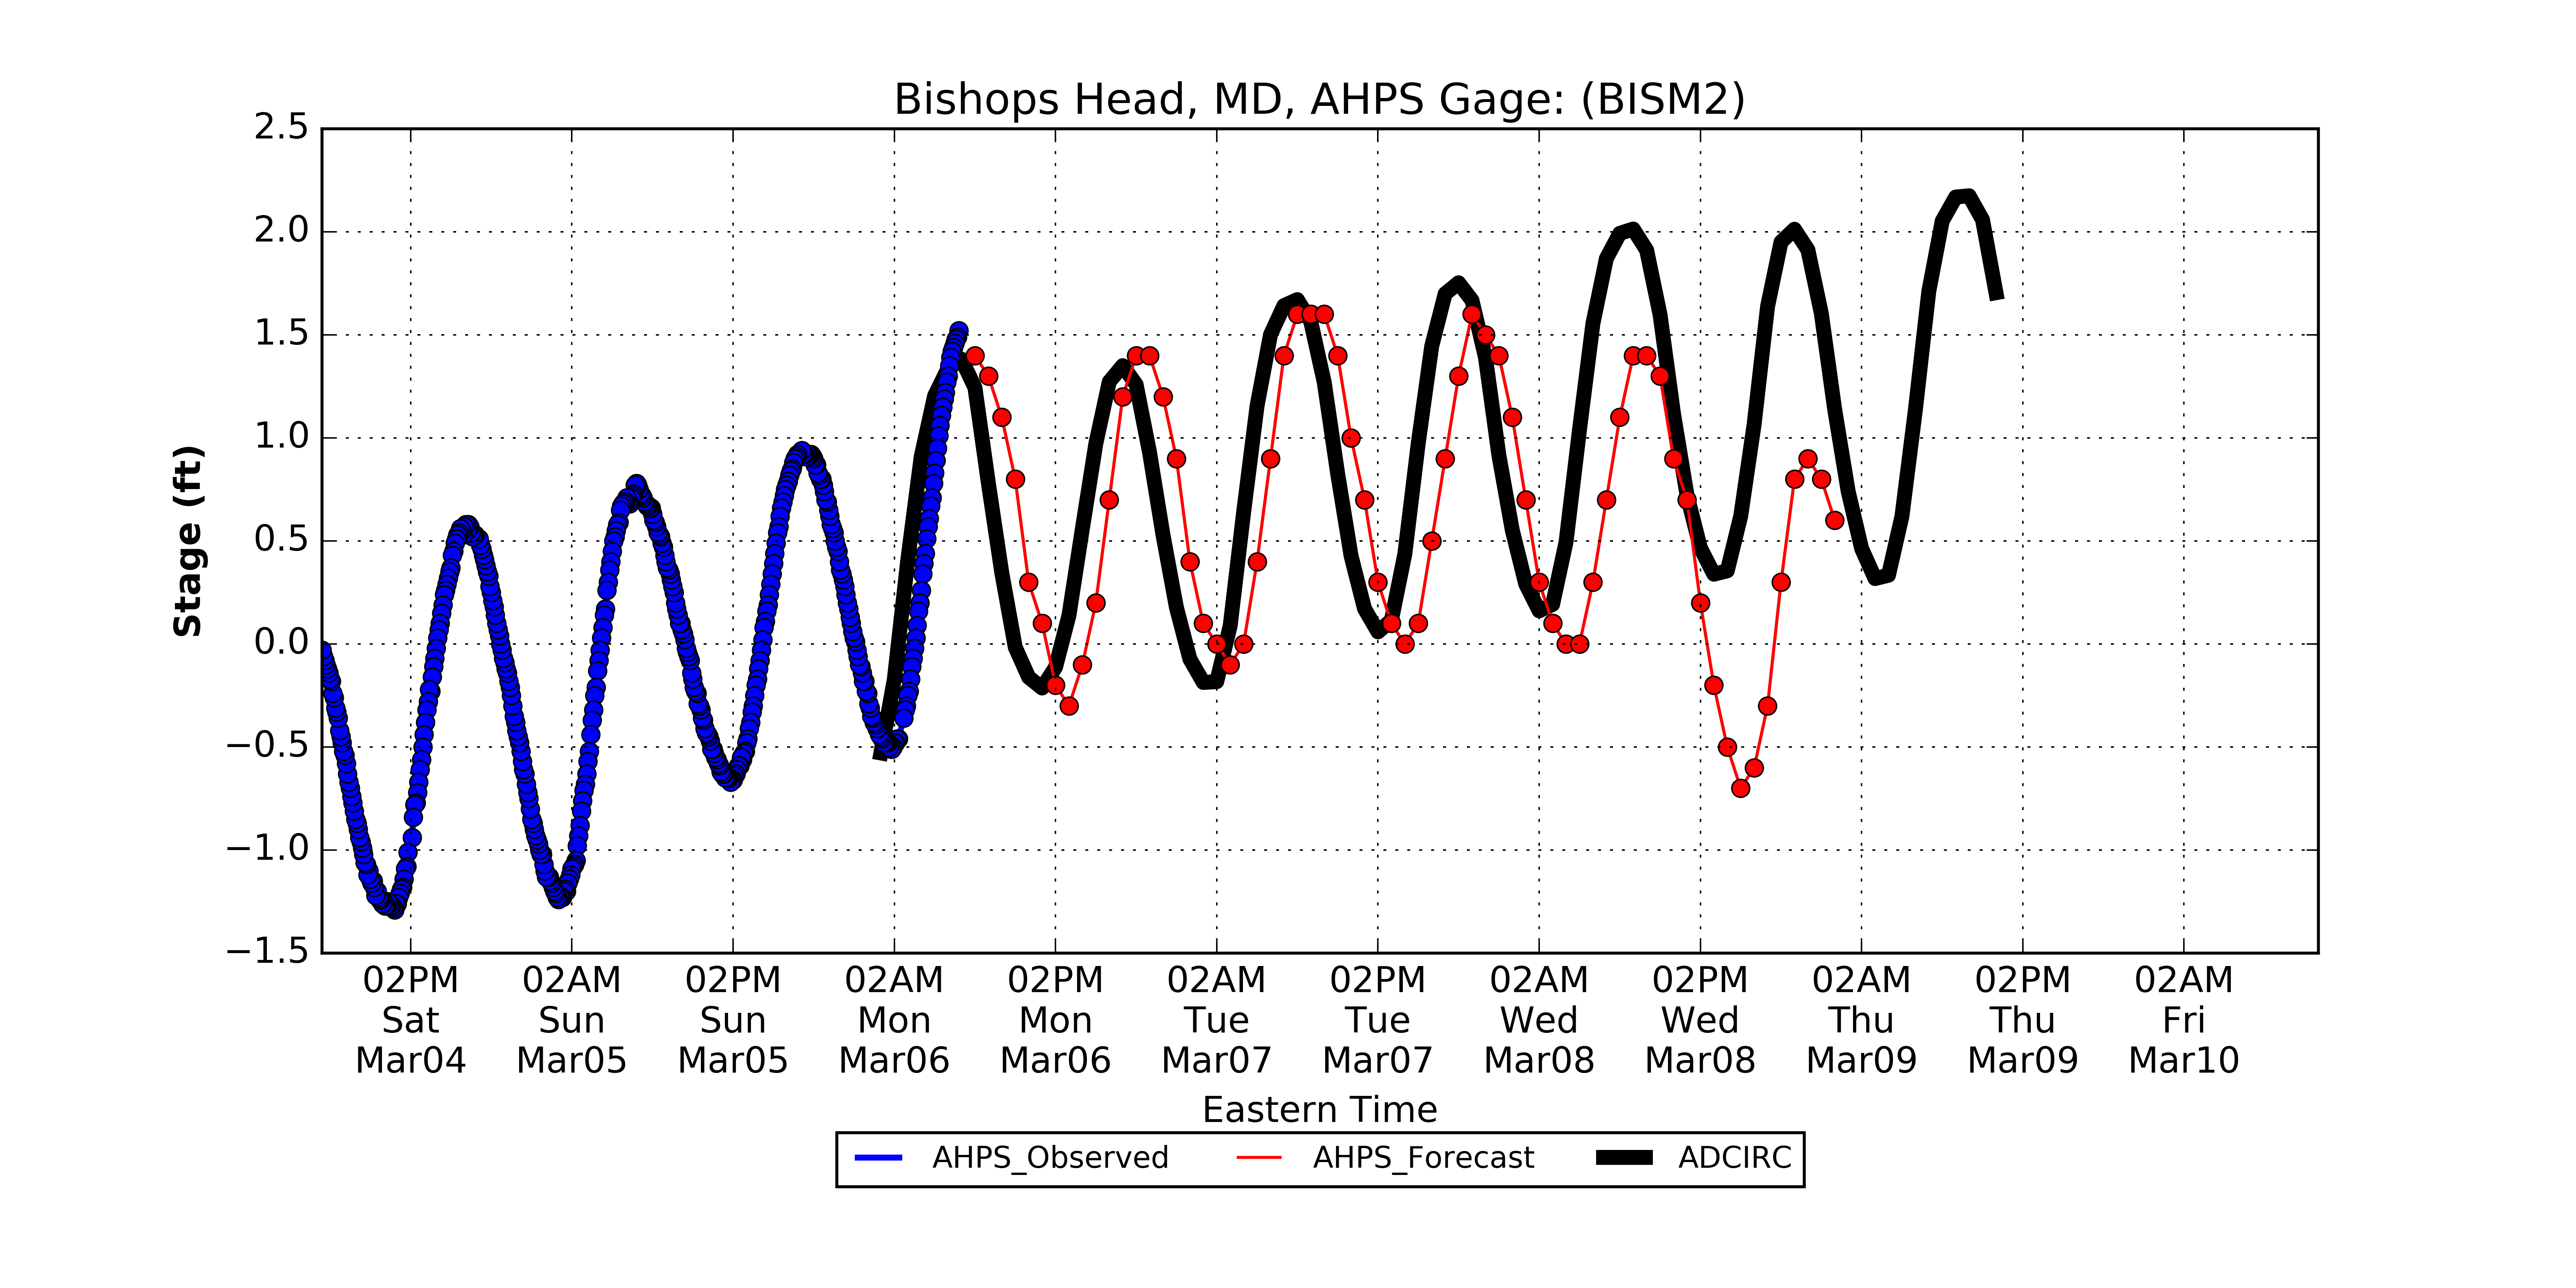 Bishops Head, MD, AHPS Gage: (BISM2)
2.5
2.0
1.5
1.0
0.5
0.0
−0.5
−1.0
−1.5
Stage (ft)
02PM 02AM 02PM 02AM 02PM 02AM 02PM 02AM 02PM 02AM 02PM 02AM
Sat Sun Sun Mon Mon Tue Tue Wed Wed Thu Thu Fri
Mar04 Mar05 Mar05 Mar06 Mar06 Mar07 Mar07 Mar08 Mar08 Mar09 Mar09 Mar10
Eastern Time
AHPS_Observed AHPS_Forecast ADCIRC